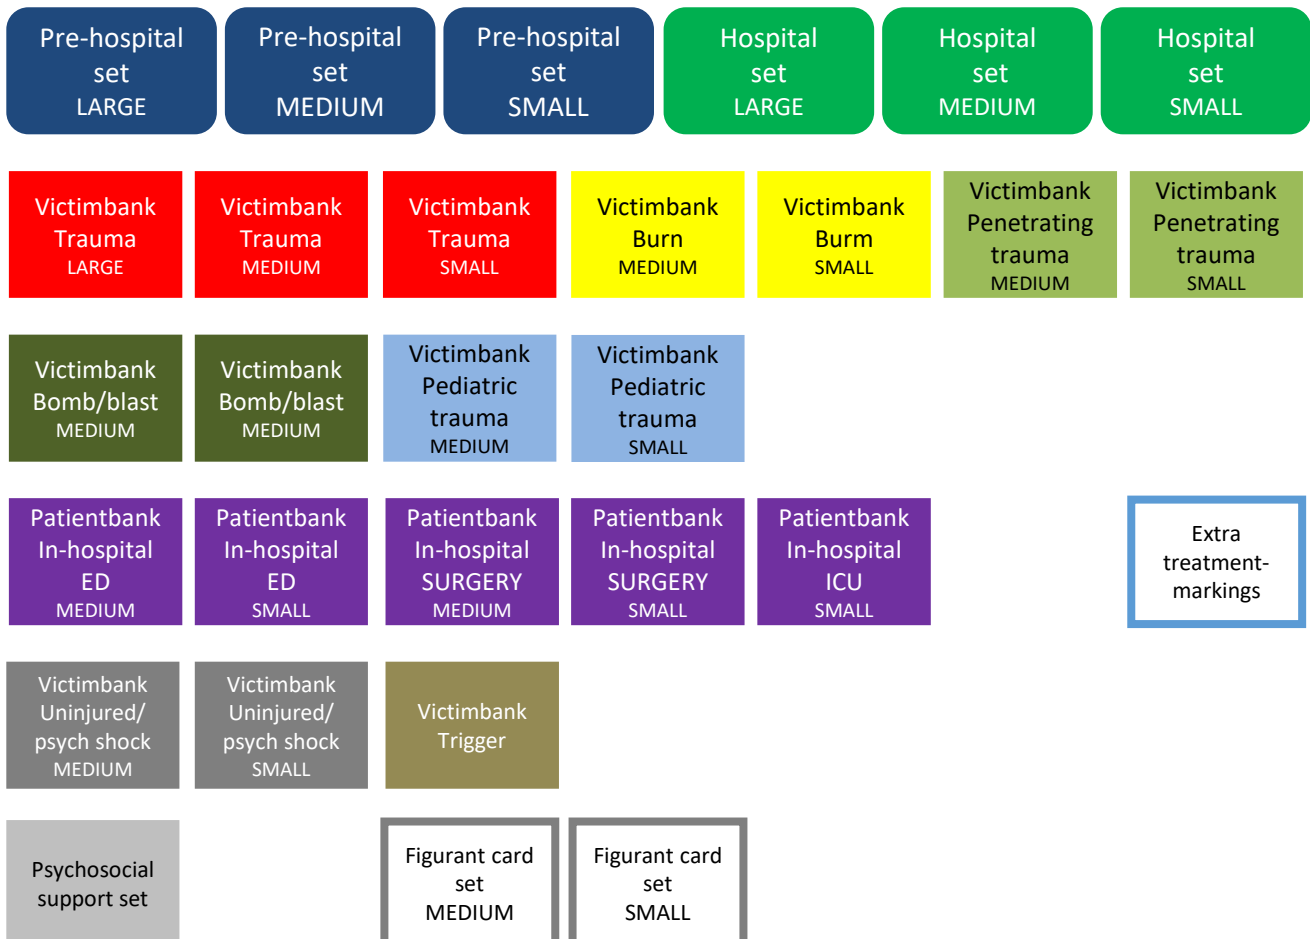 Pre-hospital
set
LARGE
Pre-hospital
set
MEDIUM
Pre-hospital
set
SMALL
Hospital
set
LARGE
Hospital
set
MEDIUM
Hospital
set
SMALL
Victimbank
Trauma
LARGE
Victimbank
Trauma
MEDIUM
Victimbank
Trauma
SMALL
Victimbank
Burn
MEDIUM
Victimbank
Burm
SMALL
Victimbank
Penetrating
trauma
MEDIUM
Victimbank
Penetrating
trauma
SMALL
Victimbank
Bomb/blast
MEDIUM
Victimbank
Bomb/blast
MEDIUM
Victimbank
Pediatric
trauma
MEDIUM
Victimbank
Pediatric
trauma
SMALL
Patientbank
In-hospital
ED
MEDIUM
Patientbank
In-hospital
ED
SMALL
Patientbank
In-hospital
SURGERY
MEDIUM
Patientbank
In-hospital
SURGERY
SMALL
Patientbank
In-hospital
ICU
SMALL
Extra
treatment-
markings
Victimbank
Uninjured/
psych shock
MEDIUM
Victimbank
Uninjured/
psych shock
SMALL
Victimbank
Trigger
Psychosocial
support set
Figurant card
set
MEDIUM
Figurant card
set
SMALL